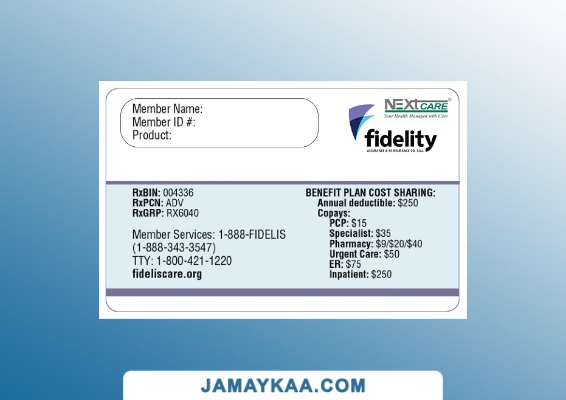 Member Name:
Member ID #:
Product:
NEXtCARE®
Your Health Managed with Care
fidelity
ASSURANCE & REINSURANCE CO. S.A.L.
RxBIN: 004336
RxPCN: ADV
RxGRP: RX6040
Member Services: 1-888-FIDELIS
(1-888-343-3547)
TTY: 1-800-421-1220
fideliscare.org
BENEFIT PLAN COST SHARING:
Annual deductible: $250
Copays:
PCP: $15
Specialist: $35
Pharmacy: $9/$20/$40
Urgent Care: $50
ER: $75
Inpatient: $250
JAMAYKAA.COM